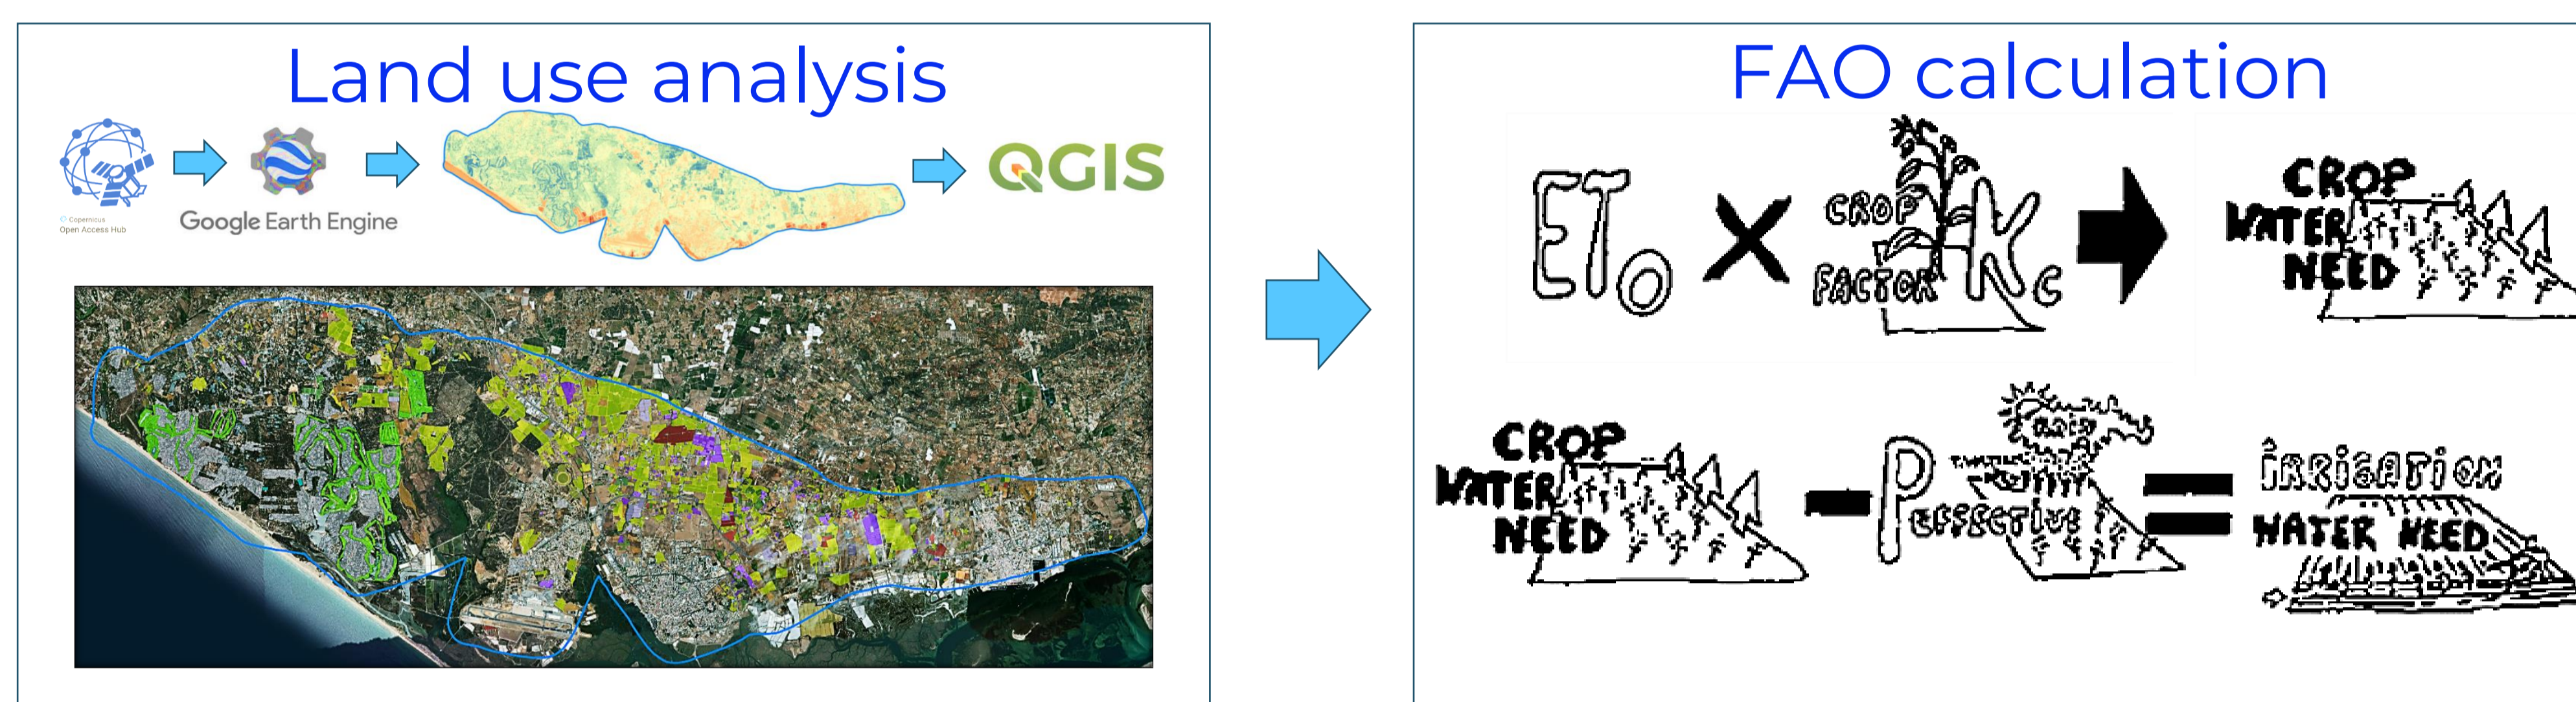 Land use analysis
Copernicus
Open Access Hub
Google Earth Engine
QGIS
FAO calculation
ETO
X
CROP
FACTOR
Kc
CROP
WATER
NEED
CROP
WATER
NEED
-
P
EFFECTIVE
=
IRRIGATION
WATER NEED